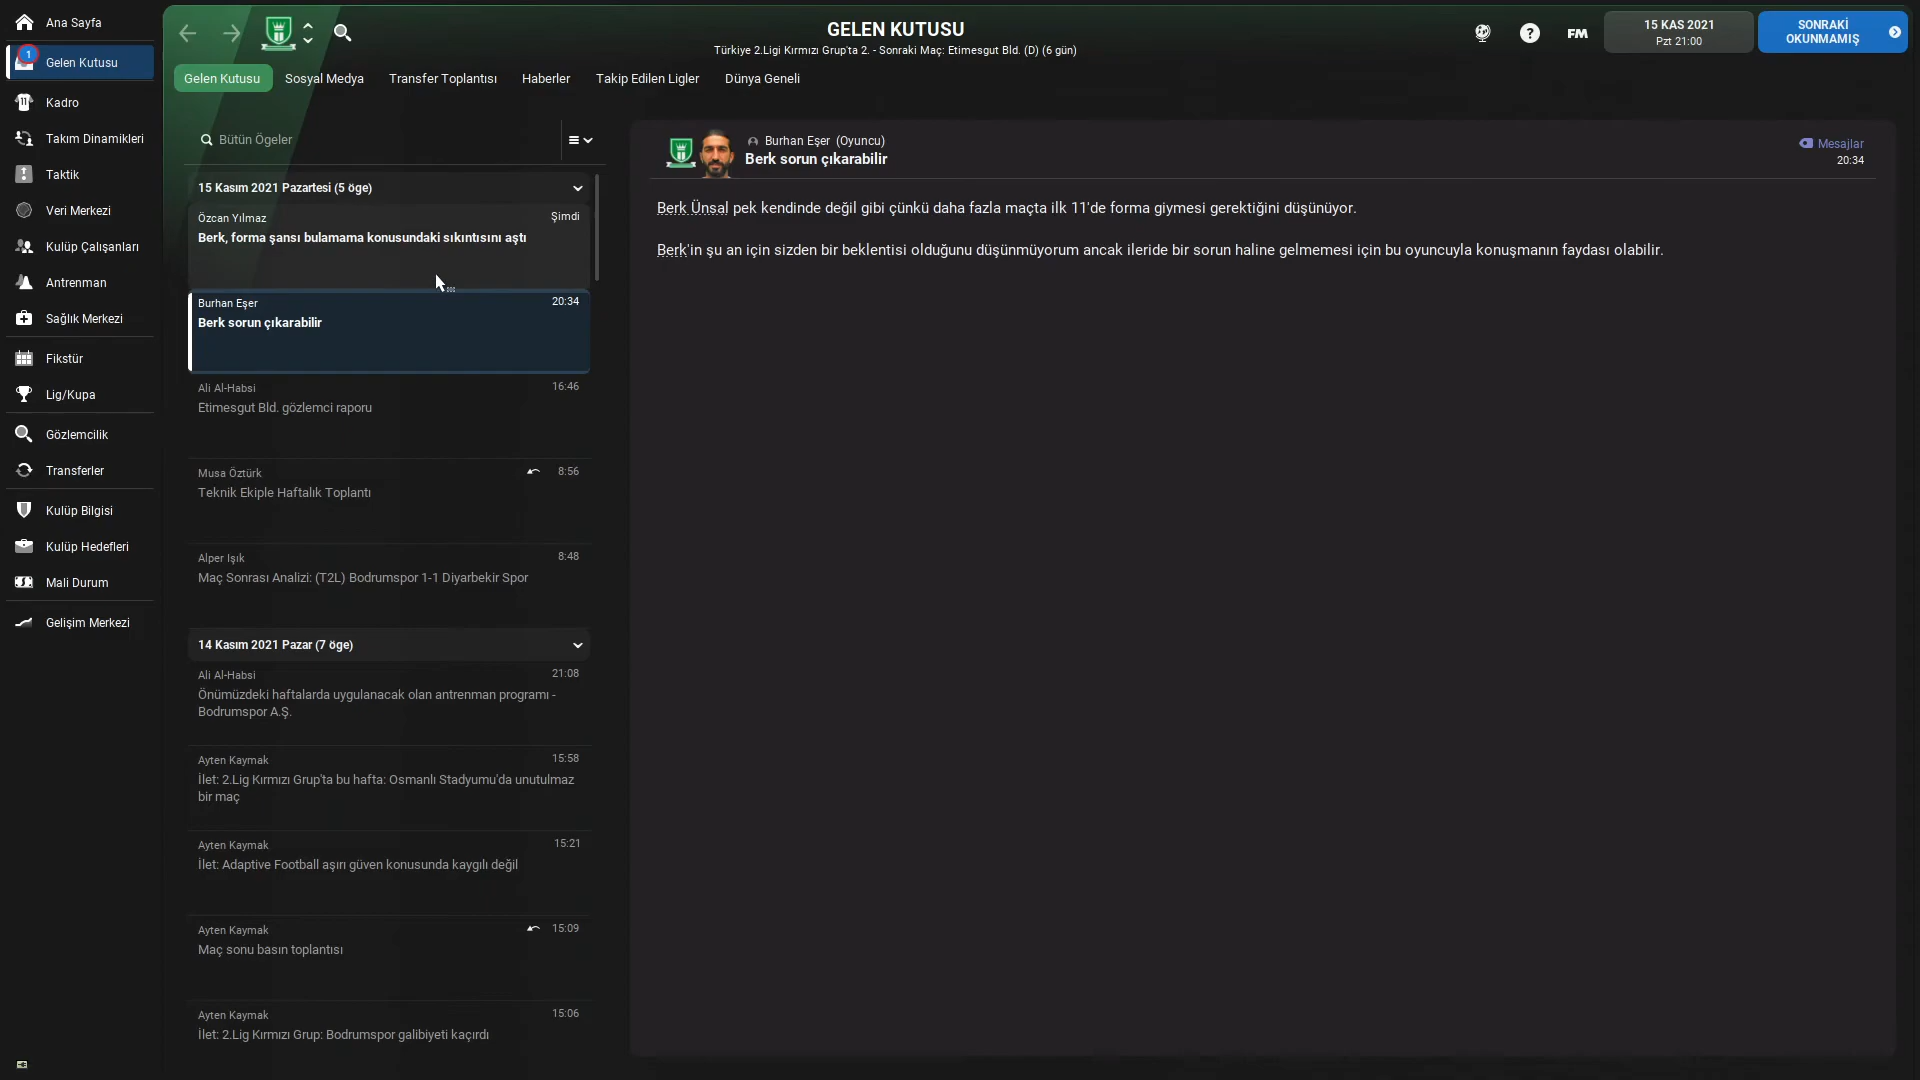 Ana Sayfa
1
Gelen Kutusu
Kadro
Takım Dinamikleri
Taktik
Veri Merkezi
Kulüp Çalışanları
Antrenman
Sağlık Merkezi
Fikstür
Lig/Kupa
Gözlemcilik
Transferler
Kulüp Bilgisi
Kulüp Hedefleri
Mali Durum
Gelişim Merkezi
GELEN KUTUSU
Türkiye 2.Ligi Kırmızı Grup'ta 2. - Sonraki Maç: Etimesgut Bld. (D) (6 gün)
FM
15 KAS 2021
Pzt 21:00
SONRAKİ
OKUNMAMIŞ
Gelen Kutusu Sosyal Medya Transfer Toplantısı Haberler Takip Edilen Ligler Dünya Geneli
Bütün Ögeler
15 Kasım 2021 Pazartesi (5 öge)
Özcan Yılmaz Şimdi
Berk, forma şansı bulamama konusundaki sıkıntısını aştı
Burhan Eşer 20:34
Berk sorun çıkarabilir
Ali Al-Habsi 16:46
Etimesgut Bld. gözlemci raporu
Musa Öztürk 8:56
Teknik Ekiple Haftalık Toplantı
Alper Işık 8:48
Maç Sonrası Analizi: (T2L) Bodrumspor 1-1 Diyarbekir Spor
14 Kasım 2021 Pazar (7 öge)
Ali Al-Habsi 21:08
Önümüzdeki haftalarda uygulanacak olan antrenman programı -
Bodrumspor A.Ş.
Ayten Kaymak 15:58
İlet: 2.Lig Kırmızı Grup'ta bu hafta: Osmanlı Stadyumu'da unutulmaz
bir maç
Ayten Kaymak 15:21
İlet: Adaptive Football aşırı güven konusunda kaygılı değil
Ayten Kaymak 15:09
Maç sonu basın toplantısı
Ayten Kaymak 15:06
İlet: 2.Lig Kırmızı Grup: Bodrumspor galibiyeti kaçırdı
Burhan Eşer (Oyuncu)
Berk sorun çıkarabilir
Mesajlar
20:34
Berk Ünsal pek kendinde değil gibi çünkü daha fazla maçta ilk 11'de forma giymesi gerektiğini düşünüyor.
Berk'in şu an için sizden bir beklentisi olduğunu düşünmüyorum ancak ileride bir sorun haline gelmemesi için bu oyuncuyla konuşmanın faydası olabilir.